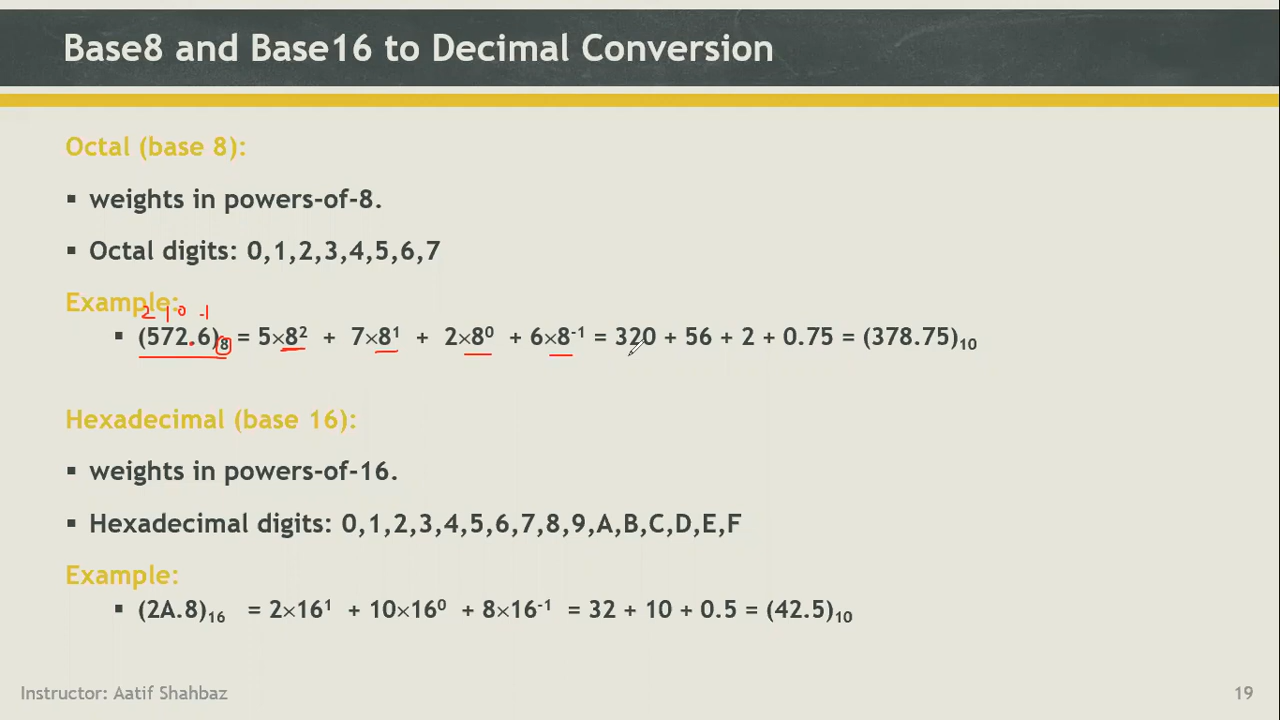 Base8 and Base16 to Decimal Conversion
Octal (base 8):
▪ weights in powers-of-8.
▪ Octal digits: 0,1,2,3,4,5,6,7
Example:
2 1 0 -1
▪ (572.6)₈ = 5×8² + 7×8¹ + 2×8⁰ + 6×8⁻¹ = 320 + 56 + 2 + 0.75 = (378.75)₁₀
Hexadecimal (base 16):
▪ weights in powers-of-16.
▪ Hexadecimal digits: 0,1,2,3,4,5,6,7,8,9,A,B,C,D,E,F
Example:
▪ (2A.8)₁₆ = 2×16¹ + 10×16⁰ + 8×16⁻¹ = 32 + 10 + 0.5 = (42.5)₁₀
Instructor: Aatif Shahbaz
19